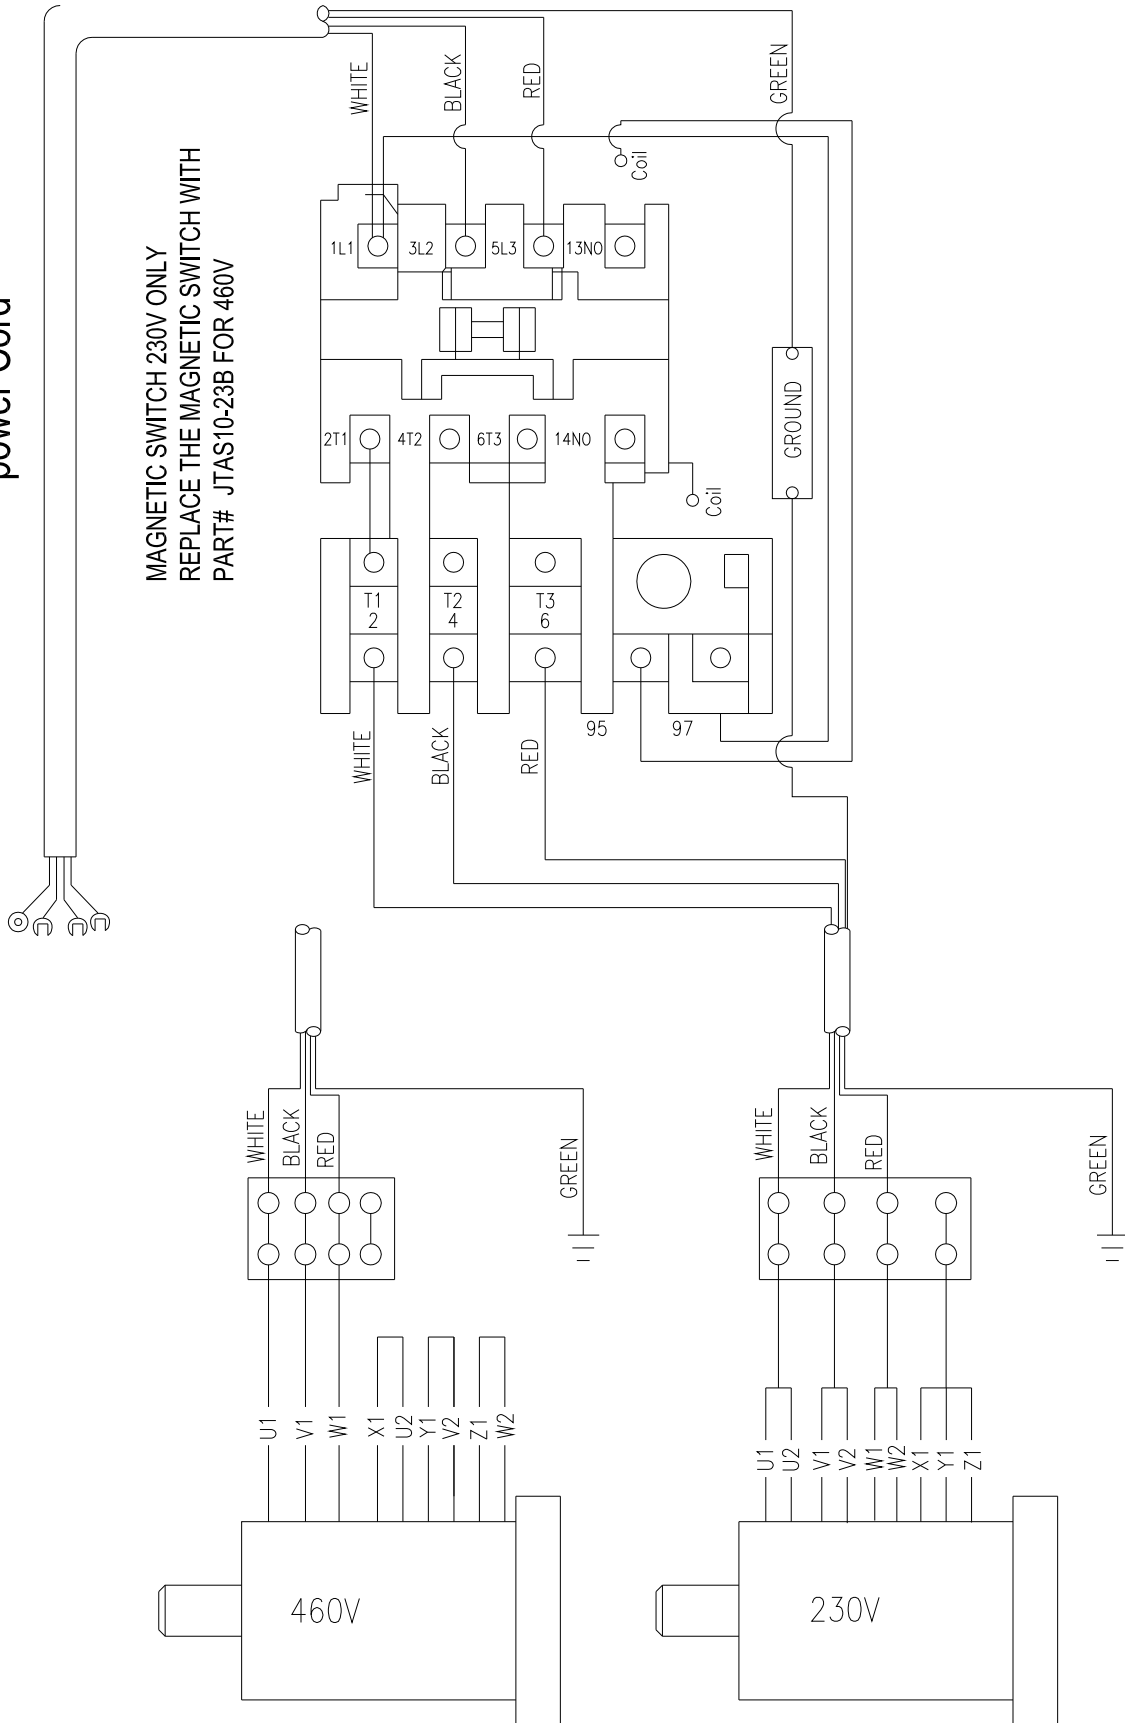 power Cord
MAGNETIC SWITCH 230V ONLY
REPLACE THE MAGNETIC SWITCH WITH
PART# JTAS10-23B FOR 460V
WHITE
BLACK
RED
GREEN
Coil
1L1
3L2
5L3
13NO
2T1
4T2
6T3
14NO
Coil
GROUND
T1
2
T2
4
T3
6
95
97
WHITE
BLACK
RED
WHITE
BLACK
RED
GREEN
U1
V1
W1
X1
U2
Y1
V2
Z1
W2
460V
WHITE
BLACK
RED
GREEN
U1
U2
V1
V2
W1
W2
X1
Y1
Z1
230V